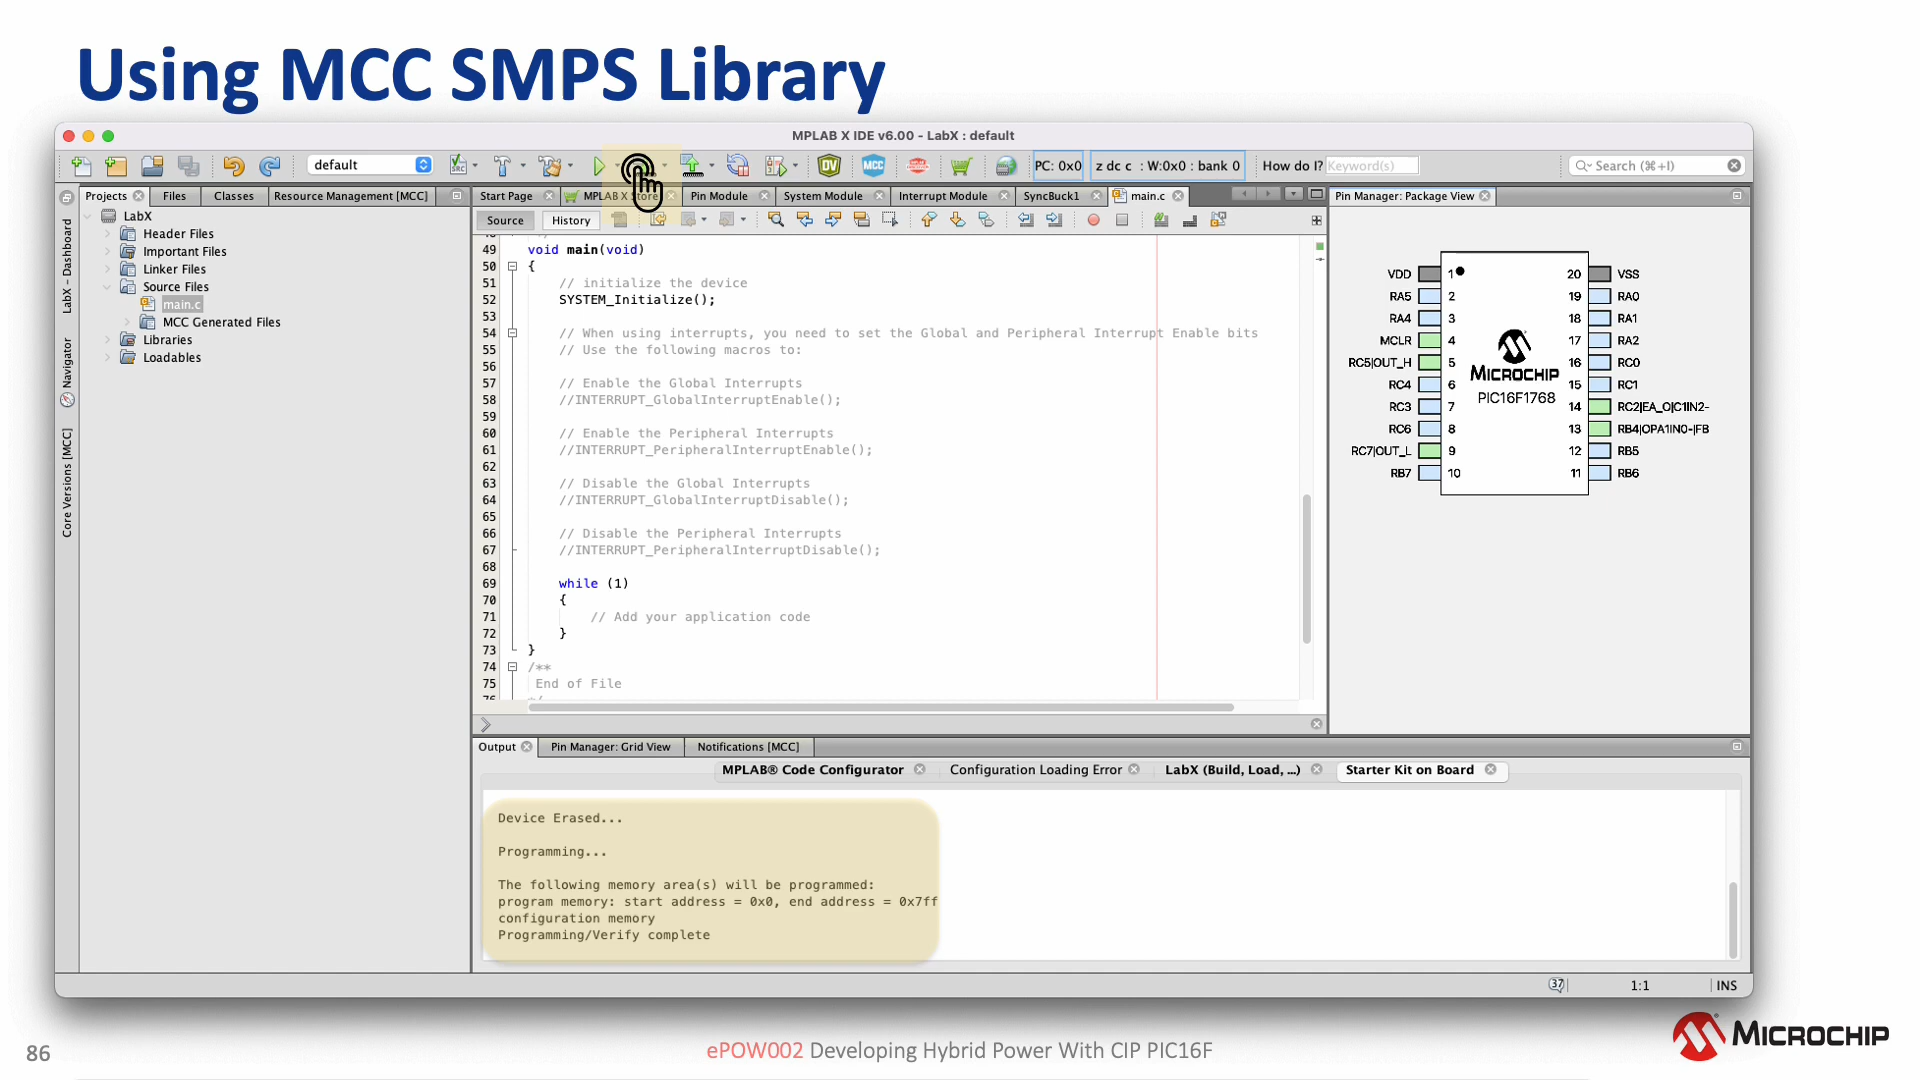 Using MCC SMPS Library
MPLAB X IDE v6.00 - LabX : default
default
DV
MCC
PC: 0x0
z dc c : W:0x0 : bank 0
How do I?
Keyword(s)
Search (⌘+I)
Projects
Files
Classes
Resource Management [MCC]
Start Page
MPLAB X Store
Pin Module
System Module
Interrupt Module
SyncBuck1
main.c
Pin Manager: Package View
Source
History
LabX - Dashboard
Navigator
Core Versions [MCC]
LabX
Header Files
Important Files
Linker Files
Source Files
main.c
MCC Generated Files
Libraries
Loadables
49 void main(void)
50 {
51 // initialize the device
52 SYSTEM_Initialize();
53
54 // When using interrupts, you need to set the Global and Peripheral Interrupt Enable bits
55 // Use the following macros to:
56
57 // Enable the Global Interrupts
58 //INTERRUPT_GlobalInterruptEnable();
59
60 // Enable the Peripheral Interrupts
61 //INTERRUPT_PeripheralInterruptEnable();
62
63 // Disable the Global Interrupts
64 //INTERRUPT_GlobalInterruptDisable();
65
66 // Disable the Peripheral Interrupts
67 //INTERRUPT_PeripheralInterruptDisable();
68
69 while (1)
70 {
71 // Add your application code
72 }
73 }
74 /**
75 End of File
VDD 1 20 VSS
RA5 2 19 RA0
RA4 3 18 RA1
MCLR 4 17 RA2
RC5|OUT_H 5 16 RC0
RC4 6 15 RC1
RC3 7 14 RC2|EA_O|C1IN2-
RC6 8 13 RB4|OPA1IN0-|FB
RC7|OUT_L 9 12 RB5
RB7 10 11 RB6
MICROCHIP
PIC16F1768
Output
Pin Manager: Grid View
Notifications [MCC]
MPLAB® Code Configurator
Configuration Loading Error
LabX (Build, Load, ...)
Starter Kit on Board
Device Erased...
Programming...
The following memory area(s) will be programmed:
program memory: start address = 0x0, end address = 0x7ff
configuration memory
Programming/Verify complete
37
1:1
INS
86
ePOW002 Developing Hybrid Power With CIP PIC16F
MICROCHIP